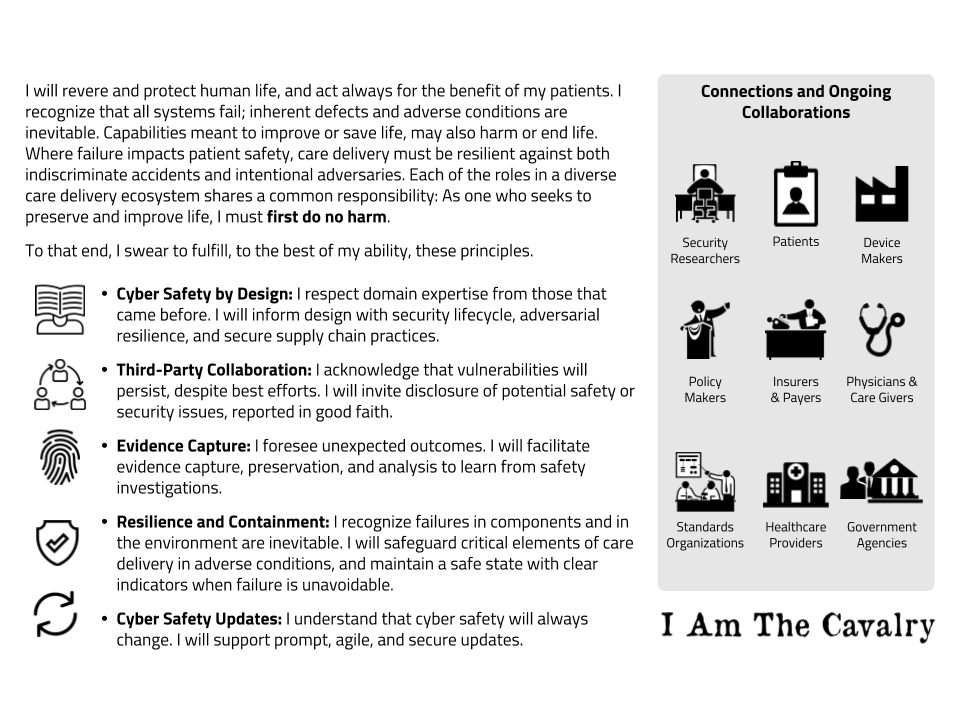 I will revere and protect human life, and act always for the benefit of my patients. I
recognize that all systems fail; inherent defects and adverse conditions are
inevitable. Capabilities meant to improve or save life, may also harm or end life.
Where failure impacts patient safety, care delivery must be resilient against both
indiscriminate accidents and intentional adversaries. Each of the roles in a diverse
care delivery ecosystem shares a common responsibility: As one who seeks to
preserve and improve life, I must first do no harm.
To that end, I swear to fulfill, to the best of my ability, these principles.
• Cyber Safety by Design: I respect domain expertise from those that
came before. I will inform design with security lifecycle, adversarial
resilience, and secure supply chain practices.
• Third-Party Collaboration: I acknowledge that vulnerabilities will
persist, despite best efforts. I will invite disclosure of potential safety or
security issues, reported in good faith.
• Evidence Capture: I foresee unexpected outcomes. I will facilitate
evidence capture, preservation, and analysis to learn from safety
investigations.
• Resilience and Containment: I recognize failures in components and in
the environment are inevitable. I will safeguard critical elements of care
delivery in adverse conditions, and maintain a safe state with clear
indicators when failure is unavoidable.
• Cyber Safety Updates: I understand that cyber safety will always
change. I will support prompt, agile, and secure updates.
Connections and Ongoing
Collaborations
Security
Researchers
Patients
Device
Makers
Policy
Makers
Insurers
& Payers
Physicians &
Care Givers
Standards
Organizations
Healthcare
Providers
Government
Agencies
I Am The Cavalry